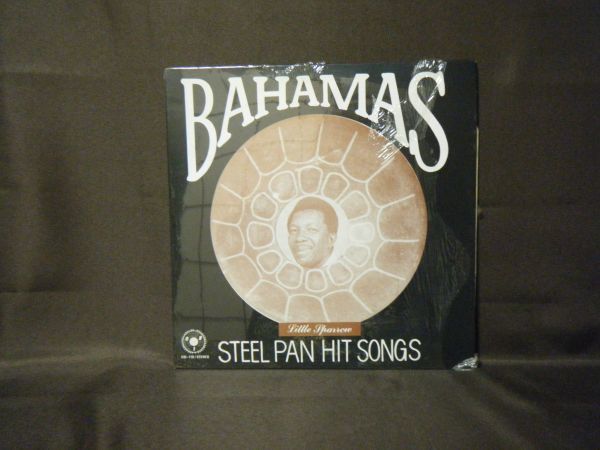 BAHAMAS
Little Sparrow
STEEL PAN HIT SONGS